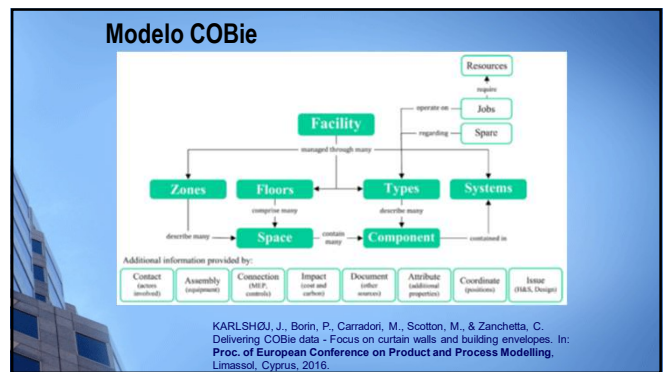 Modelo COBie
Resources
require
operate on
Jobs
Facility
regarding
Spare
managed through many
Zones
Floors
Types
Systems
comprise many
describe many
describe many
Space
contain
many
Component
contained in
Additional information provided by:
Contact
(actors
involved)
Assembly
(equipment)
Connection
(MEP,
controls)
Impact
(cost and
carbon)
Document
(other
sources)
Attribute
(additional
properties)
Coordinate
(positions)
Issue
(H&S, Design)
KARLSHØJ, J., Borin, P., Carradori, M., Scotton, M., & Zanchetta, C.
Delivering COBie data - Focus on curtain walls and building envelopes. In:
Proc. of European Conference on Product and Process Modelling,
Limassol, Cyprus, 2016.